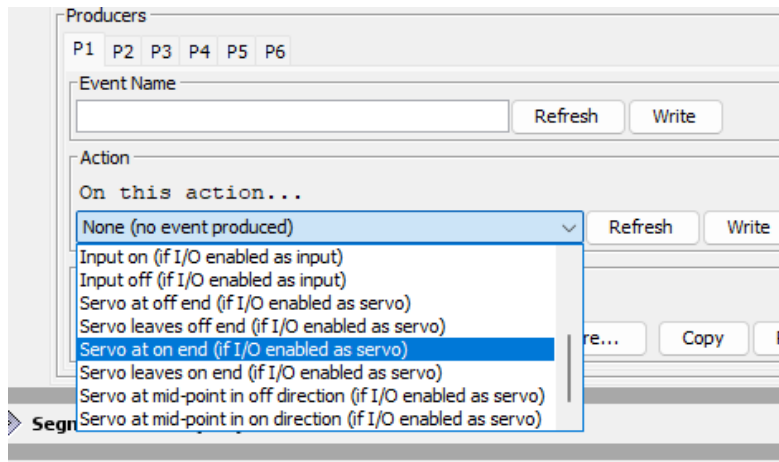 Producers
P1 P2 P3 P4 P5 P6
Event Name
Refresh Write
Action
On this action...
None (no event produced) Refresh Write
Input on (if I/O enabled as input)
Input off (if I/O enabled as input)
Servo at off end (if I/O enabled as servo)
Servo leaves off end (if I/O enabled as servo)
Servo at on end (if I/O enabled as servo) re... Copy
Servo leaves on end (if I/O enabled as servo)
Servo at mid-point in off direction (if I/O enabled as servo)
Servo at mid-point in on direction (if I/O enabled as servo)
Segn